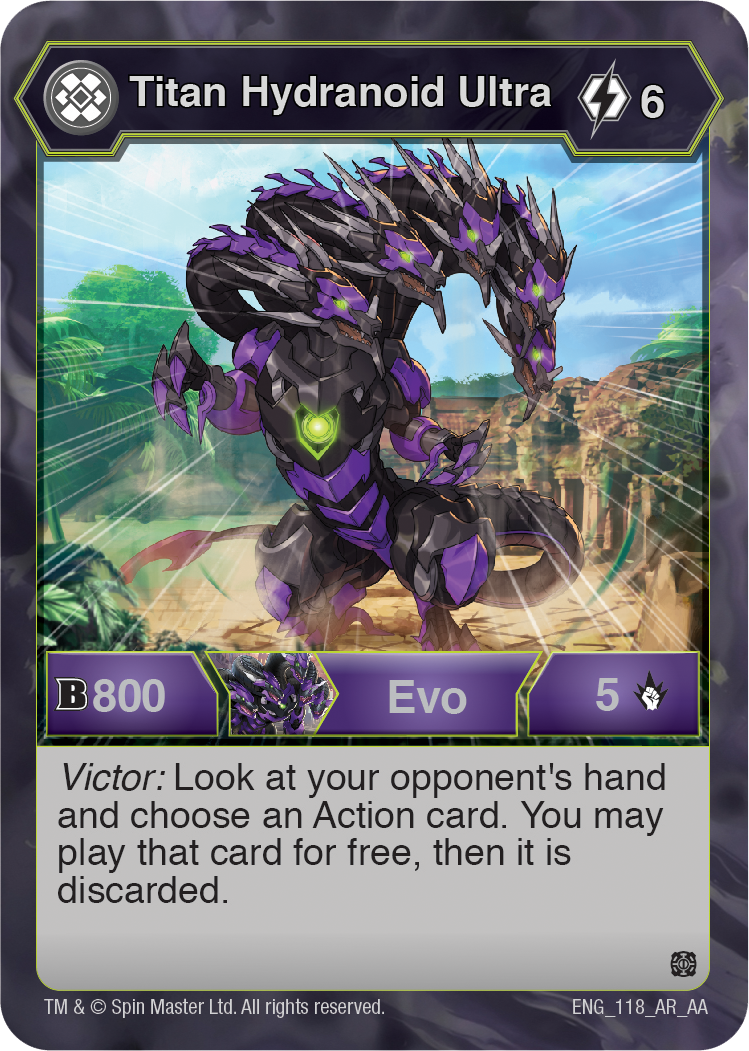 Titan Hydranoid Ultra 6
B 800 Evo 5
Victor: Look at your opponent's hand
and choose an Action card. You may
play that card for free, then it is
discarded.
TM & © Spin Master Ltd. All rights reserved. ENG_118_AR_AA